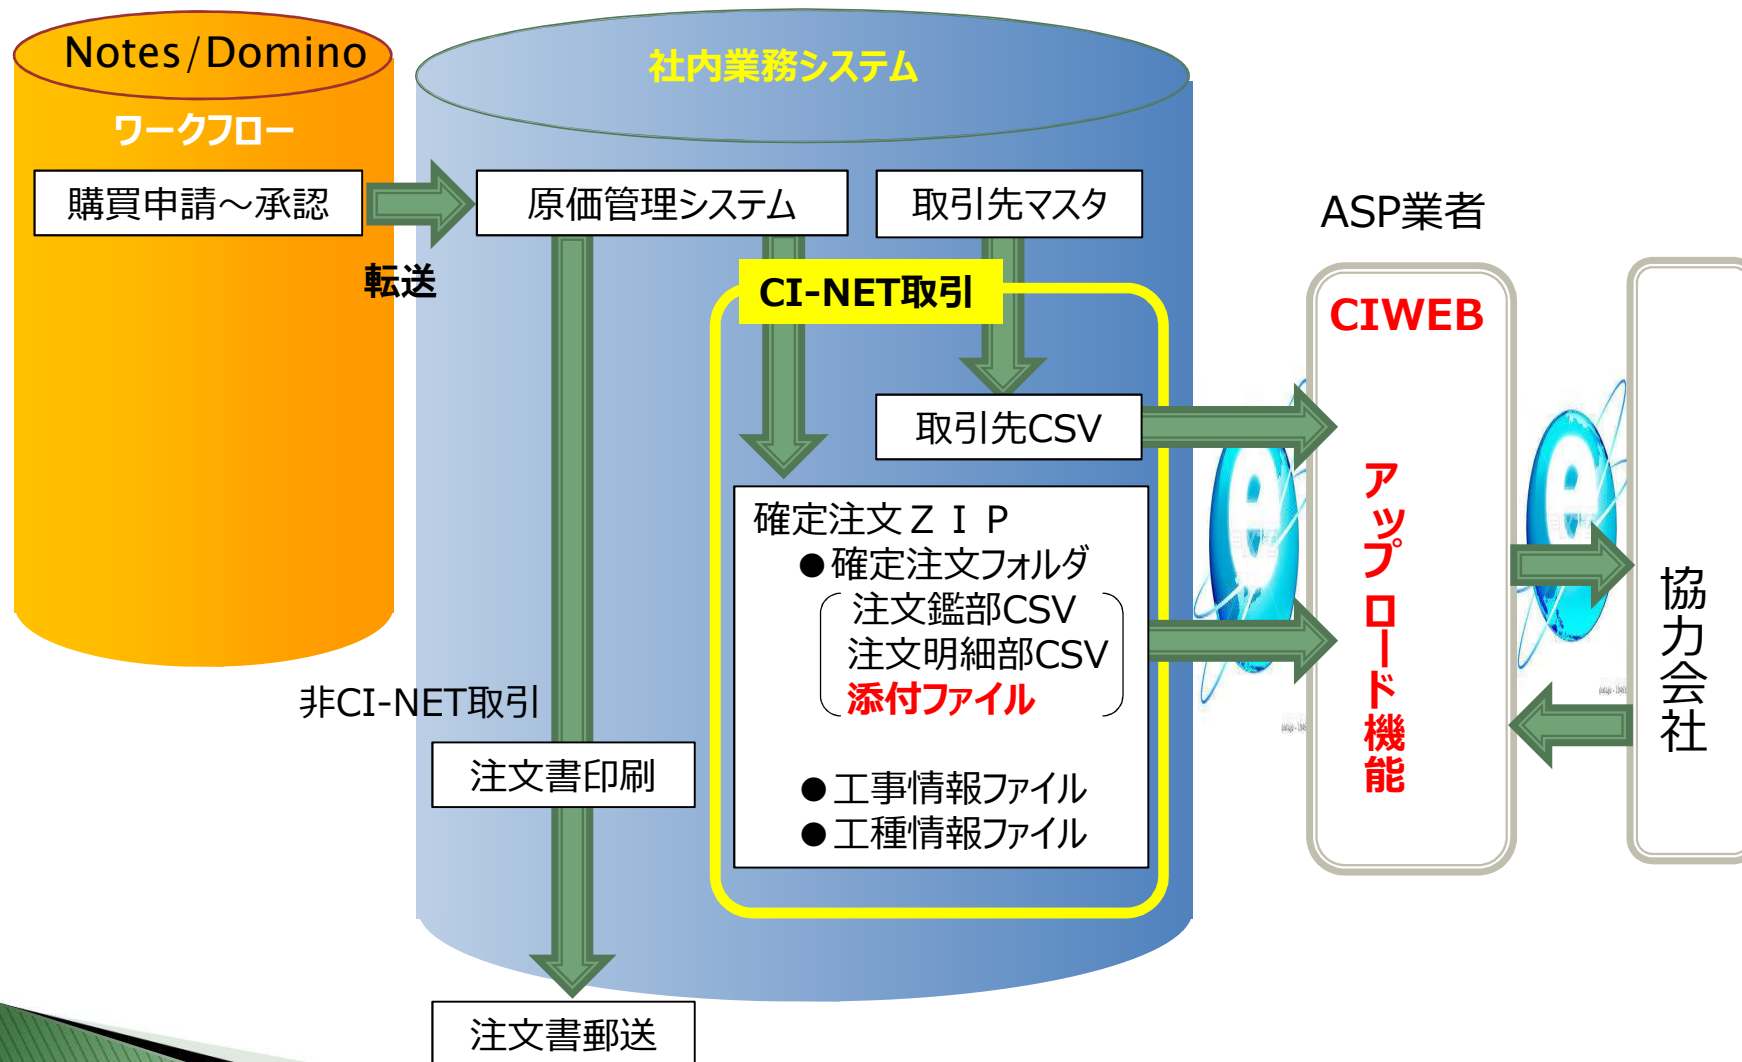 Notes/Domino
ワークフロー
購買申請～承認
転送
社内業務システム
原価管理システム
取引先マスタ
CI-NET取引
取引先CSV
確定注文ＺＩＰ
●確定注文フォルダ
注文鑑部CSV
注文明細部CSV
添付ファイル
●工事情報ファイル
●工種情報ファイル
非CI-NET取引
注文書印刷
注文書郵送
ASP業者
CIWEB
アップロード機能
協力会社